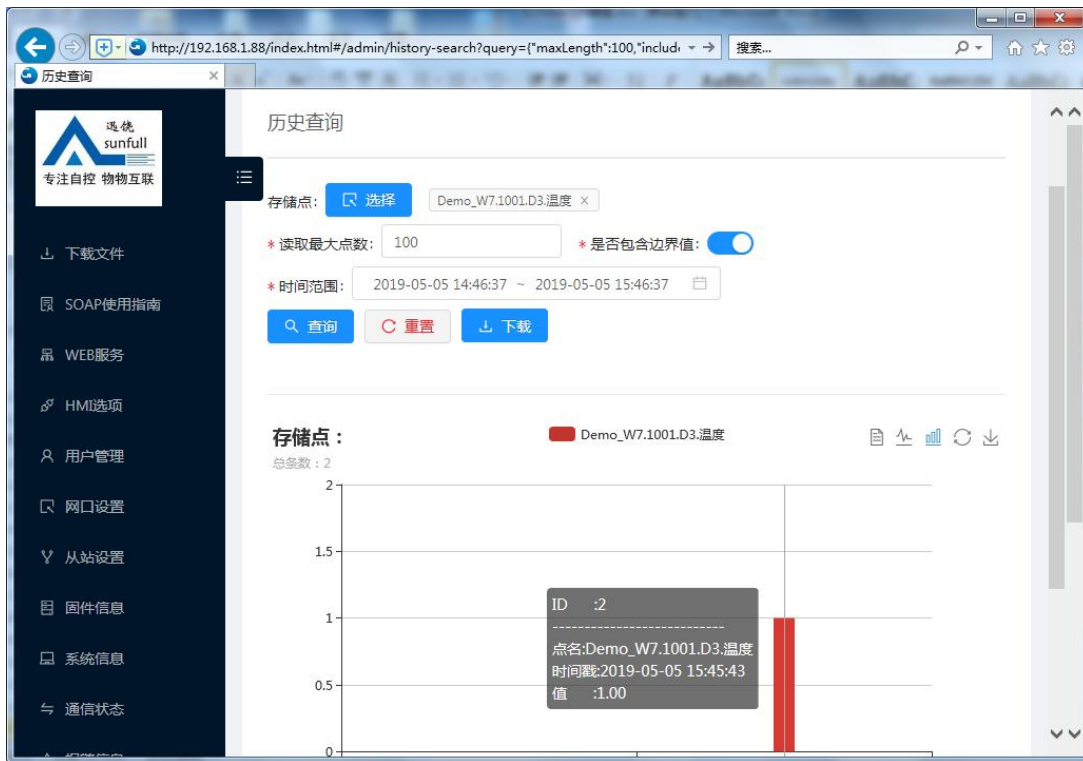 http://192.168.1.88/index.html#/admin/history-search?query={"maxLength":100,"includ
搜索...
历史查询
sunfull
专注自控 物物互联
下载文件
SOAP使用指南
WEB服务
HMI选项
用户管理
网口设置
从站设置
固件信息
系统信息
通信状态
历史查询
存储点:
选择
Demo_W7.1001.D3.温度 ×
* 读取最大点数: 100
* 是否包含边界值:
* 时间范围: 2019-05-05 14:46:37 ~ 2019-05-05 15:46:37
查询
重置
下载
存储点：
Demo_W7.1001.D3.温度
总条数：2
2
1.5
1
0.5
0
ID :2
---------------------------
点名:Demo_W7.1001.D3.温度
时间戳:2019-05-05 15:45:43
值 :1.00